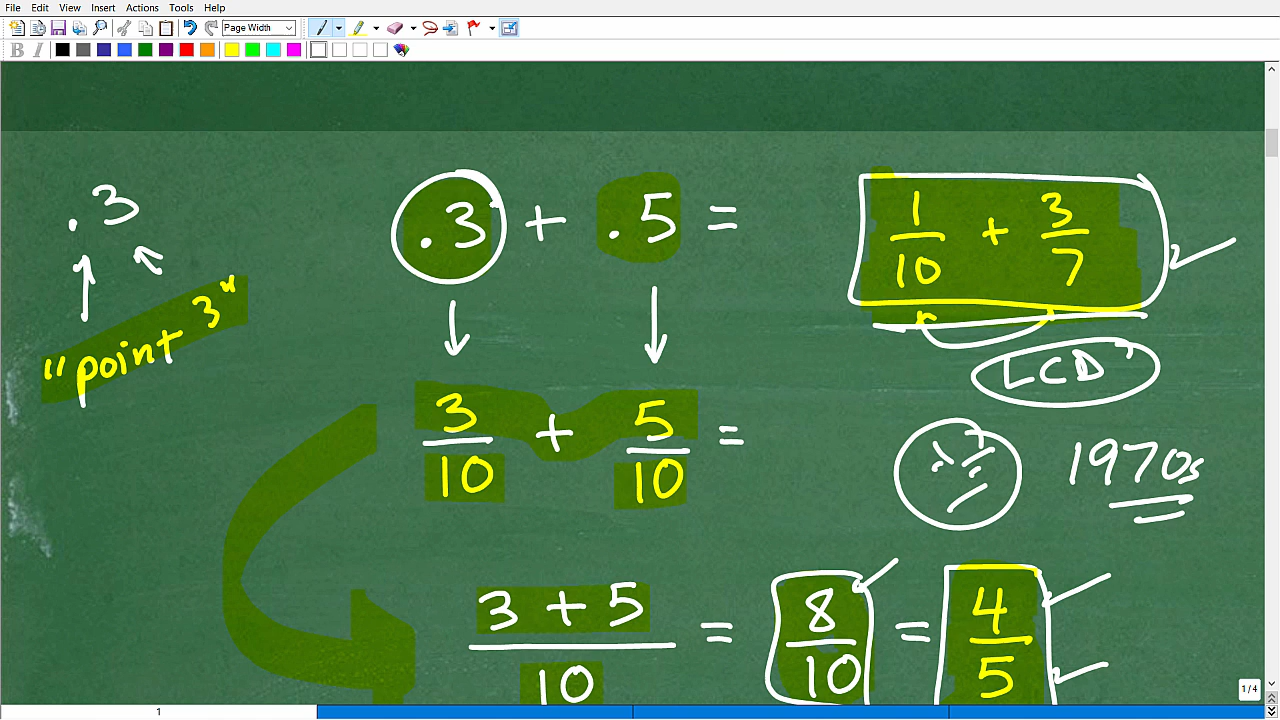 File Edit View Insert Actions Tools Help
Page Width
B I
.3
"point 3"
.3 + .5 =
3/10 + 5/10 =
3 + 5/10 = 8/10 = 4/5
1/10 + 3/7
LCD
1970s
1/4
1